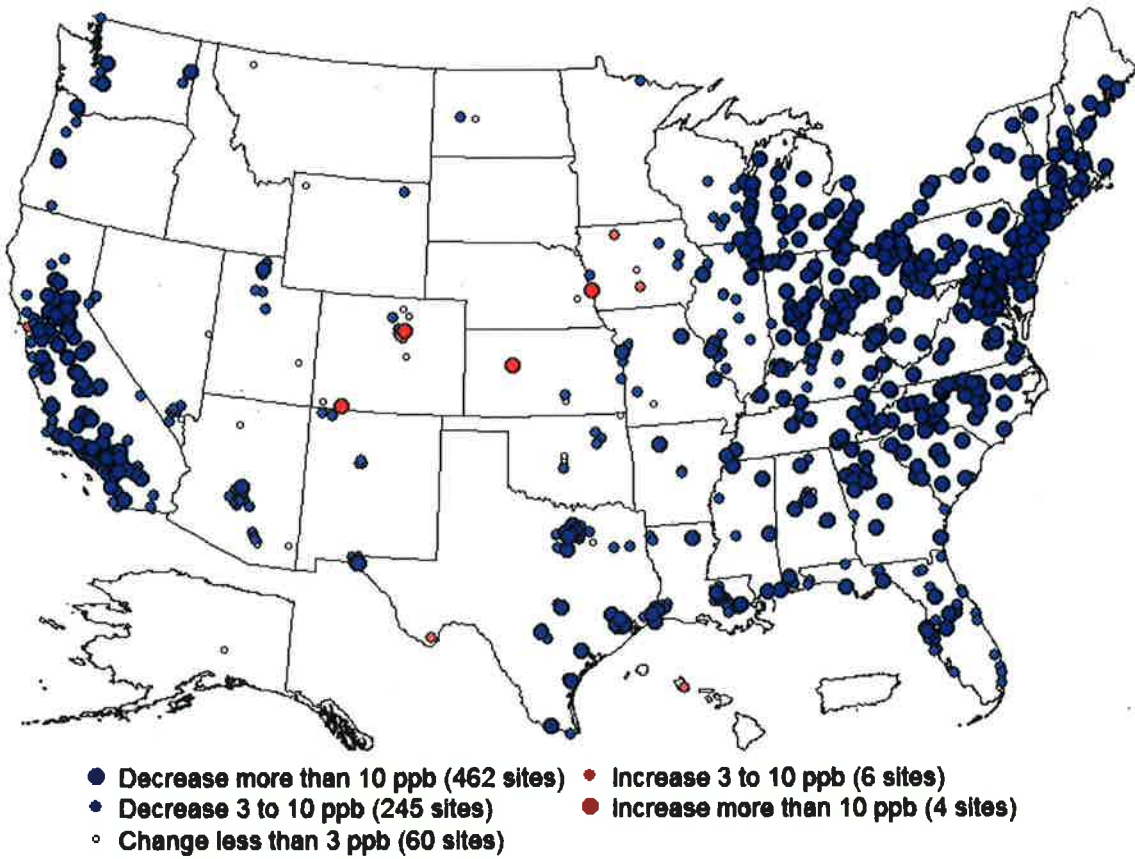 Decrease more than 10 ppb (462 sites)
Decrease 3 to 10 ppb (245 sites)
Change less than 3 ppb (60 sites)
Increase 3 to 10 ppb (6 sites)
Increase more than 10 ppb (4 sites)